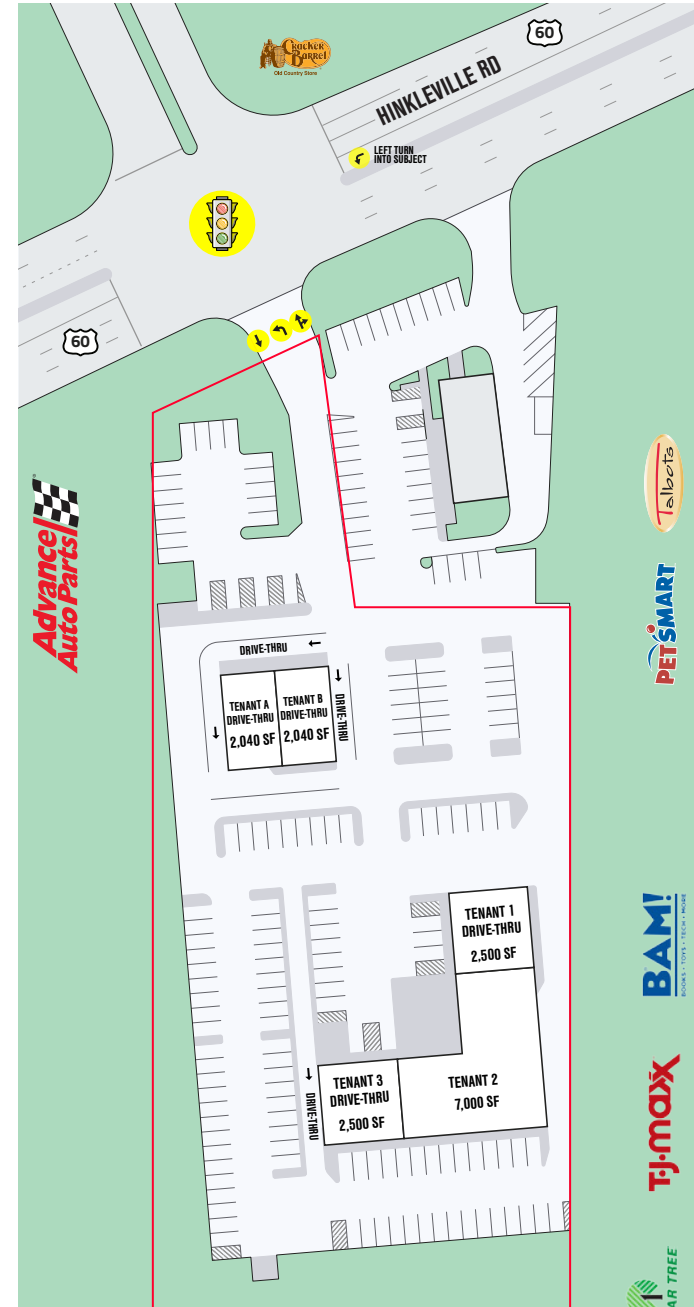 60
Cracker
Barrel
Old Country Store
HINKLEVILLE RD
LEFT TURN
INTO SUBJECT
60
Advance
Auto Parts
Talbots
PETSMART
DRIVE-THRU
TENANT A
DRIVE-THRU
2,040 SF
TENANT B
DRIVE-THRU
2,040 SF
DRIVE-THRU
TENANT 1
DRIVE-THRU
2,500 SF
BAM!
BOOKS • TOYS • TECH • MORE
TENANT 3
DRIVE-THRU
2,500 SF
TENANT 2
7,000 SF
DRIVE-THRU
T·J·maxx
AR TREE